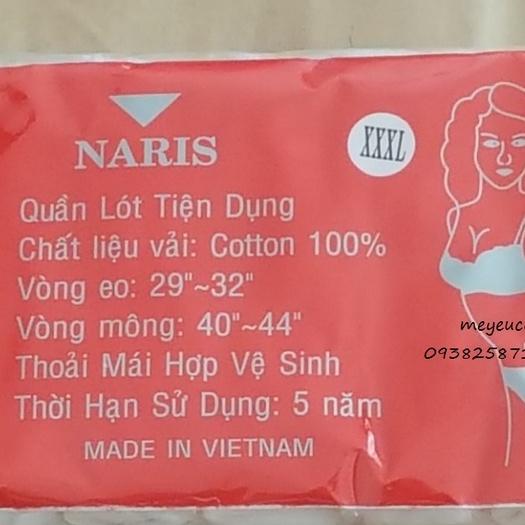 NARIS
XXXL
Quần Lót Tiện Dụng
Chất liệu vải: Cotton 100%
Vòng eo: 29"~32"
Vòng mông: 40"~44"
Thoải Mái Hợp Vệ Sinh
Thời Hạn Sử Dụng: 5 năm
MADE IN VIETNAM